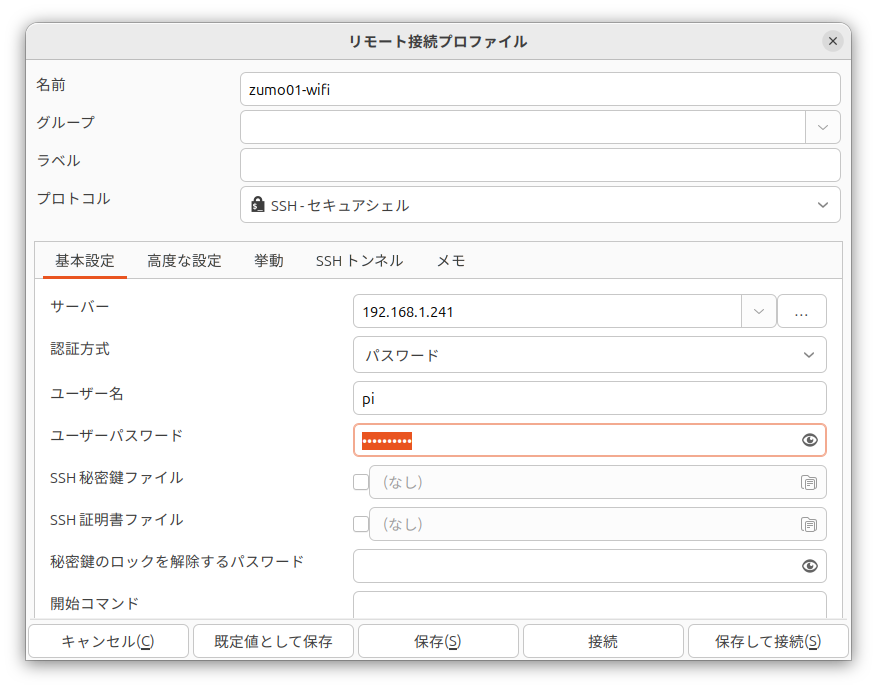 リモート接続プロファイル
名前
zumo01-wifi
グループ
ラベル
プロトコル
SSH - セキュアシェル
基本設定 高度な設定 挙動 SSH トンネル メモ
サーバー
192.168.1.241
...
認証方式
パスワード
ユーザー名
pi
ユーザーパスワード
••••••••••
SSH 秘密鍵ファイル
（なし）
SSH 証明書ファイル
（なし）
秘密鍵のロックを解除するパスワード
開始コマンド
キャンセル(C) 既定値として保存 保存(S) 接続 保存して接続(S)